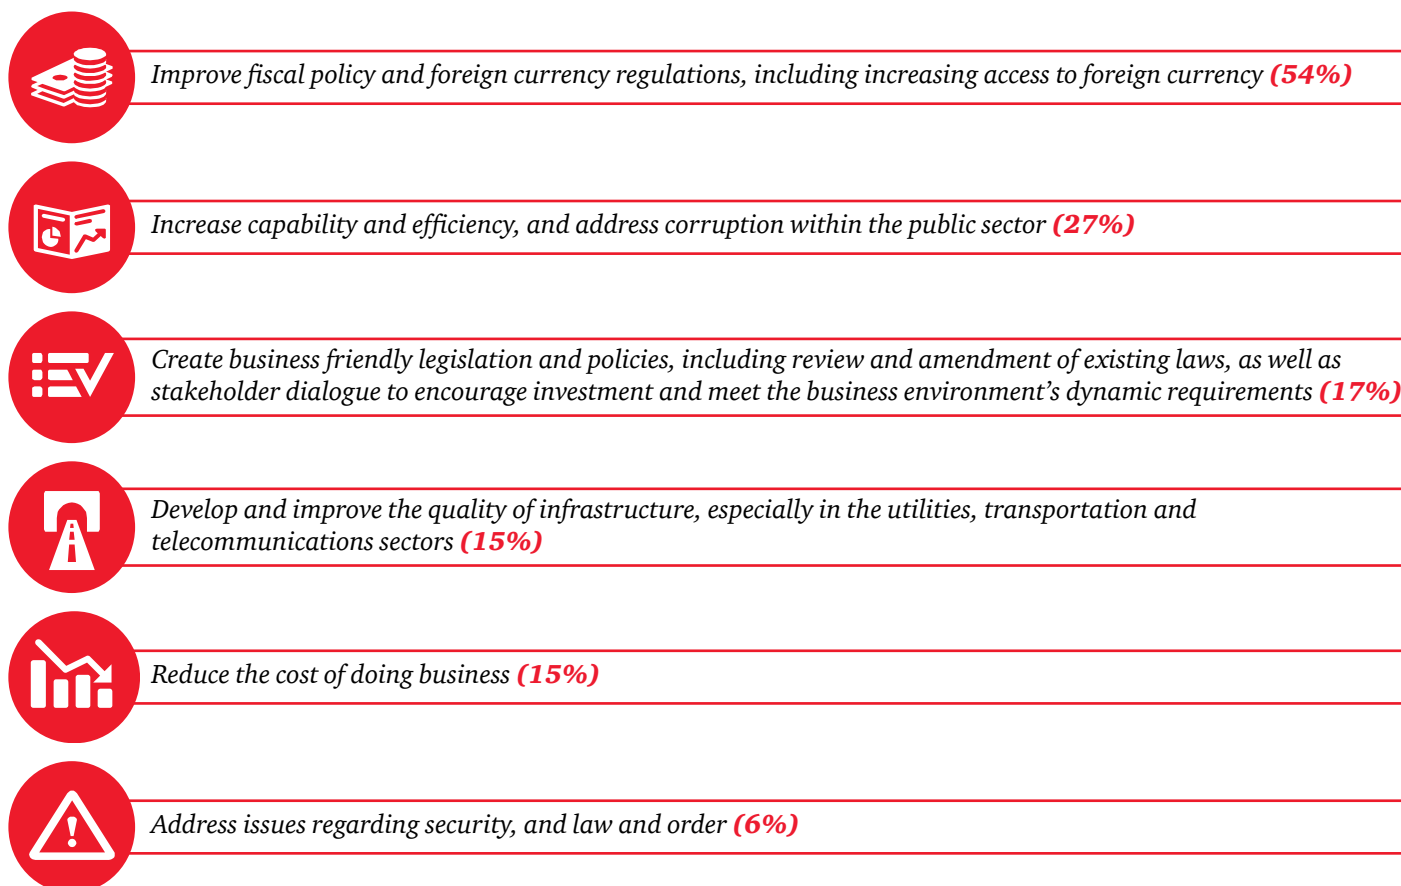 Improve fiscal policy and foreign currency regulations, including increasing access to foreign currency (54%)
Increase capability and efficiency, and address corruption within the public sector (27%)
Create business friendly legislation and policies, including review and amendment of existing laws, as well as
stakeholder dialogue to encourage investment and meet the business environment’s dynamic requirements (17%)
Develop and improve the quality of infrastructure, especially in the utilities, transportation and
telecommunications sectors (15%)
Reduce the cost of doing business (15%)
Address issues regarding security, and law and order (6%)